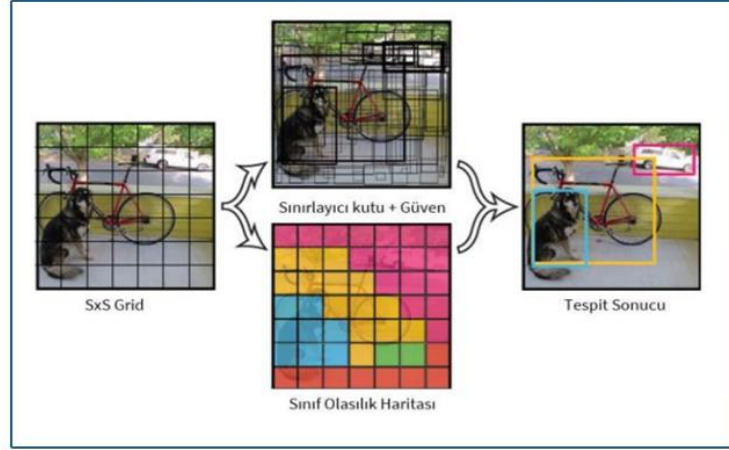 SxS Grid
Sınırlayıcı kutu + Güven
Sınıf Olasılık Haritası
Tespit Sonucu